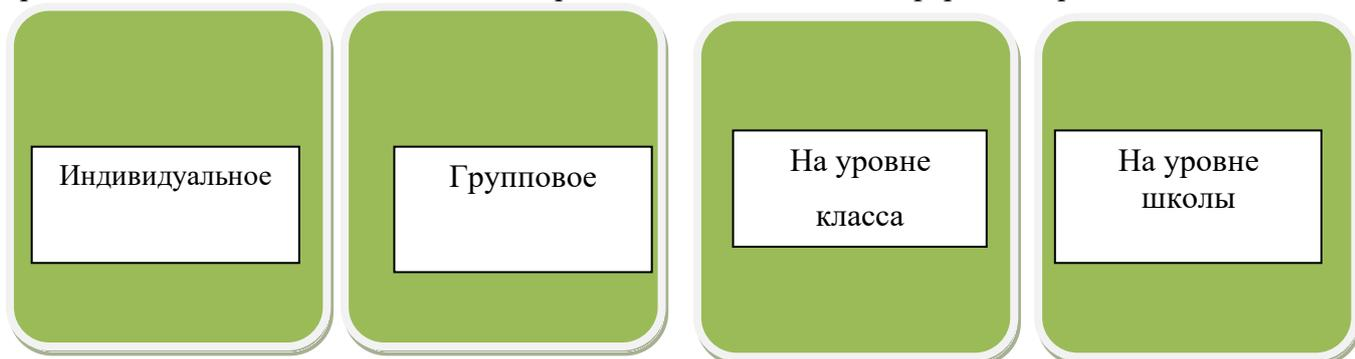 Индивидуальное
Групповое
На уровне
класса
На уровне
школы